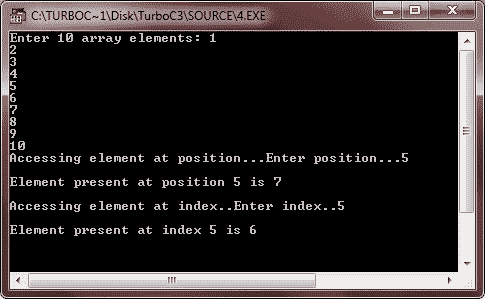 C:\TURBOC~1\Disk\TurboC3\SOURCE\4.EXE
Enter 10 array elements: 1
2
3
4
5
6
7
8
9
10
Accessing element at position...Enter position...5
Element present at position 5 is 7
Accessing element at index..Enter index..5
Element present at index 5 is 6